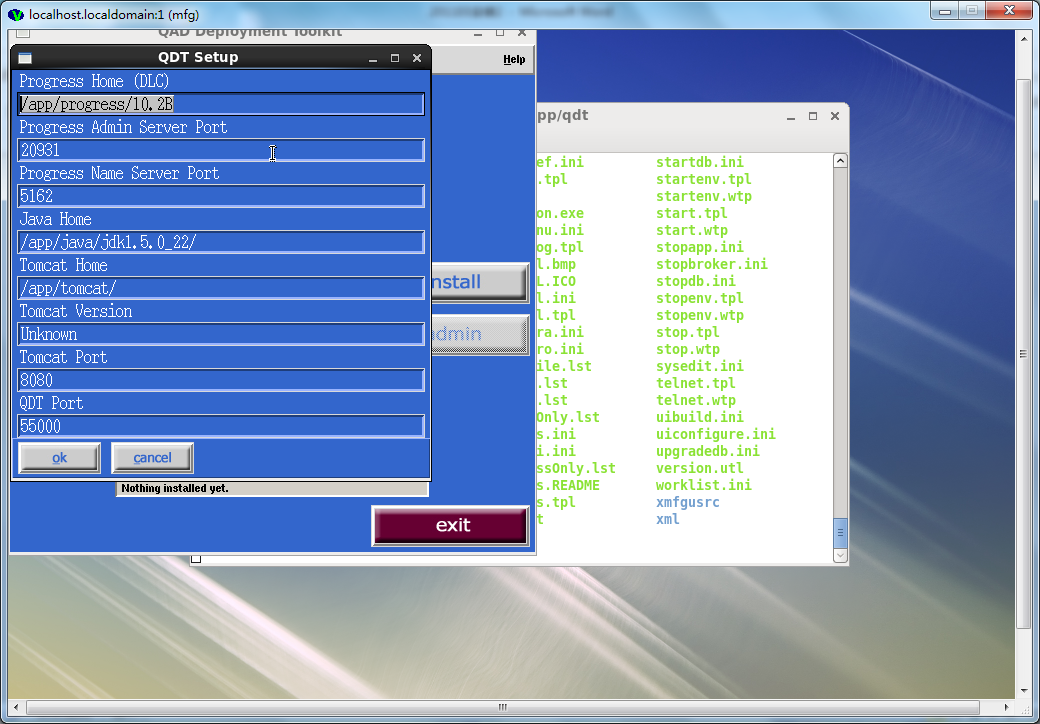 localhost.localdomain:1 (mfg)
QAD Deployment Toolkit
QDT Setup
Help
Progress Home (DLC)
/app/progress/10.2B
Progress Admin Server Port
20931
Progress Name Server Port
5162
Java Home
/app/java/jdk1.5.0_22/
Tomcat Home
/app/tomcat/
Tomcat Version
Unknown
Tomcat Port
8080
QDT Port
55000
ok
cancel
nstall
admin
Nothing installed yet.
exit
pp/qdt
ef.ini startdb.ini
.tpl startenv.tpl
startenv.wtp
on.exe start.tpl
nu.ini start.wtp
og.tpl stopapp.ini
l.bmp stopbroker.ini
L.ICO stopdb.ini
l.ini stopenv.tpl
l.tpl stopenv.wtp
ra.ini stop.tpl
ro.ini stop.wtp
ile.lst sysedit.ini
.lst telnet.tpl
.lst telnet.wtp
Only.lst uibuild.ini
s.ini uiconfigure.ini
i.ini upgradedb.ini
ssOnly.lst version.utl
s.README worklist.ini
s.tpl xmfgusrc
t xml